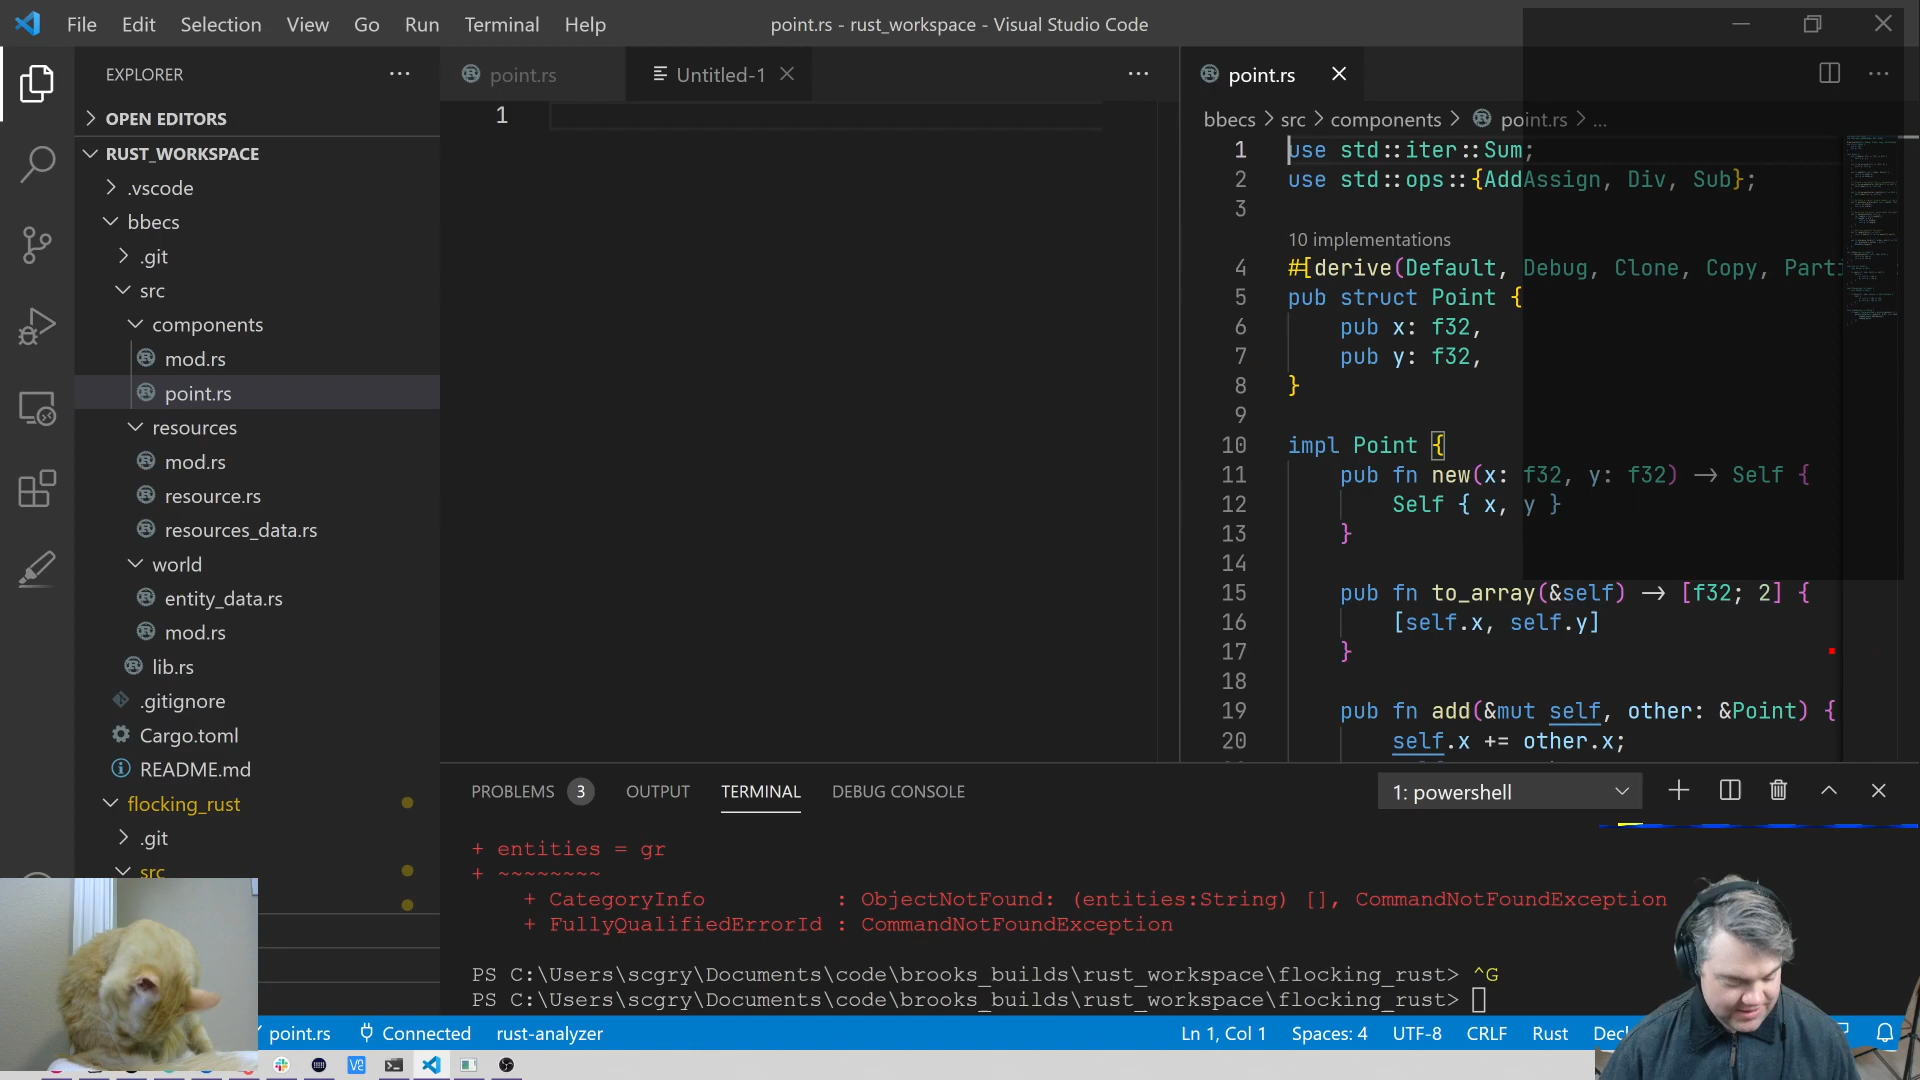 File Edit Selection View Go Run Terminal Help
point.rs - rust_workspace - Visual Studio Code
EXPLORER
OPEN EDITORS
RUST_WORKSPACE
.vscode
bbecs
.git
src
components
mod.rs
point.rs
resources
mod.rs
resource.rs
resources_data.rs
world
entity_data.rs
mod.rs
lib.rs
.gitignore
Cargo.toml
README.md
flocking_rust
.git
src
point.rs
Untitled-1
1
point.rs
bbecs > src > components > point.rs > ...
1 use std::iter::Sum;
2 use std::ops::{AddAssign, Div, Sub};
3
10 implementations
4 #[derive(Default, Debug, Clone, Copy, Parti
5 pub struct Point {
6 pub x: f32,
7 pub y: f32,
8 }
9
10 impl Point {
11 pub fn new(x: f32, y: f32) -> Self {
12 Self { x, y }
13 }
14
15 pub fn to_array(&self) -> [f32; 2] {
16 [self.x, self.y]
17 }
18
19 pub fn add(&mut self, other: &Point) {
20 self.x += other.x;
PROBLEMS 3 OUTPUT TERMINAL DEBUG CONSOLE
1: powershell
+ entities = gr
+ ~~~~~~~~
+ CategoryInfo : ObjectNotFound: (entities:String) [], CommandNotFoundException
+ FullyQualifiedErrorId : CommandNotFoundException
PS C:\Users\scgry\Documents\code\brooks_builds\rust_workspace\flocking_rust> ^G
PS C:\Users\scgry\Documents\code\brooks_builds\rust_workspace\flocking_rust>
point.rs Connected rust-analyzer
Ln 1, Col 1 Spaces: 4 UTF-8 CRLF Rust Decl